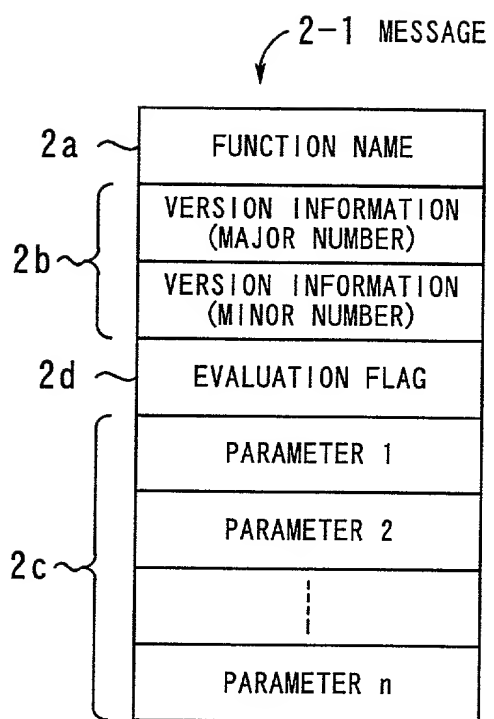 2-1 MESSAGE
2a
FUNCTION NAME
2b
VERSION INFORMATION
(MAJOR NUMBER)
VERSION INFORMATION
(MINOR NUMBER)
2d
EVALUATION FLAG
2c
PARAMETER 1
PARAMETER 2
PARAMETER n